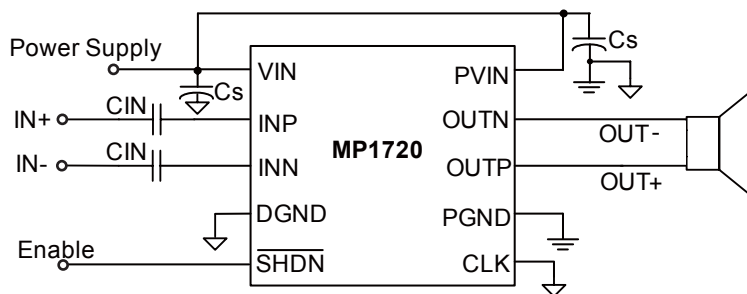 Power Supply
Cs
Cs
VIN
PVIN
IN+
CIN
INP
OUTN
OUT-
MP1720
IN-
CIN
INN
OUTP
OUT+
DGND
PGND
Enable
SHDN
CLK